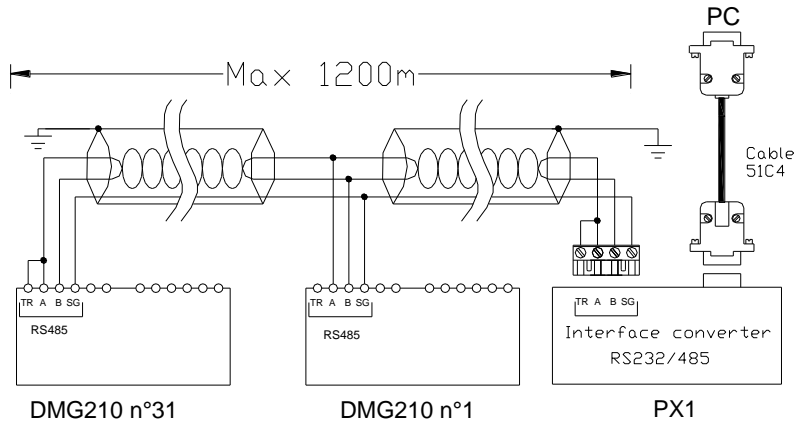 PC
Max 1200m
Cable
51C4
TR A B SG
RS485
TR A B SG
RS485
TR A B SG
Interface converter
RS232/485
DMG210 n°31
DMG210 n°1
PX1